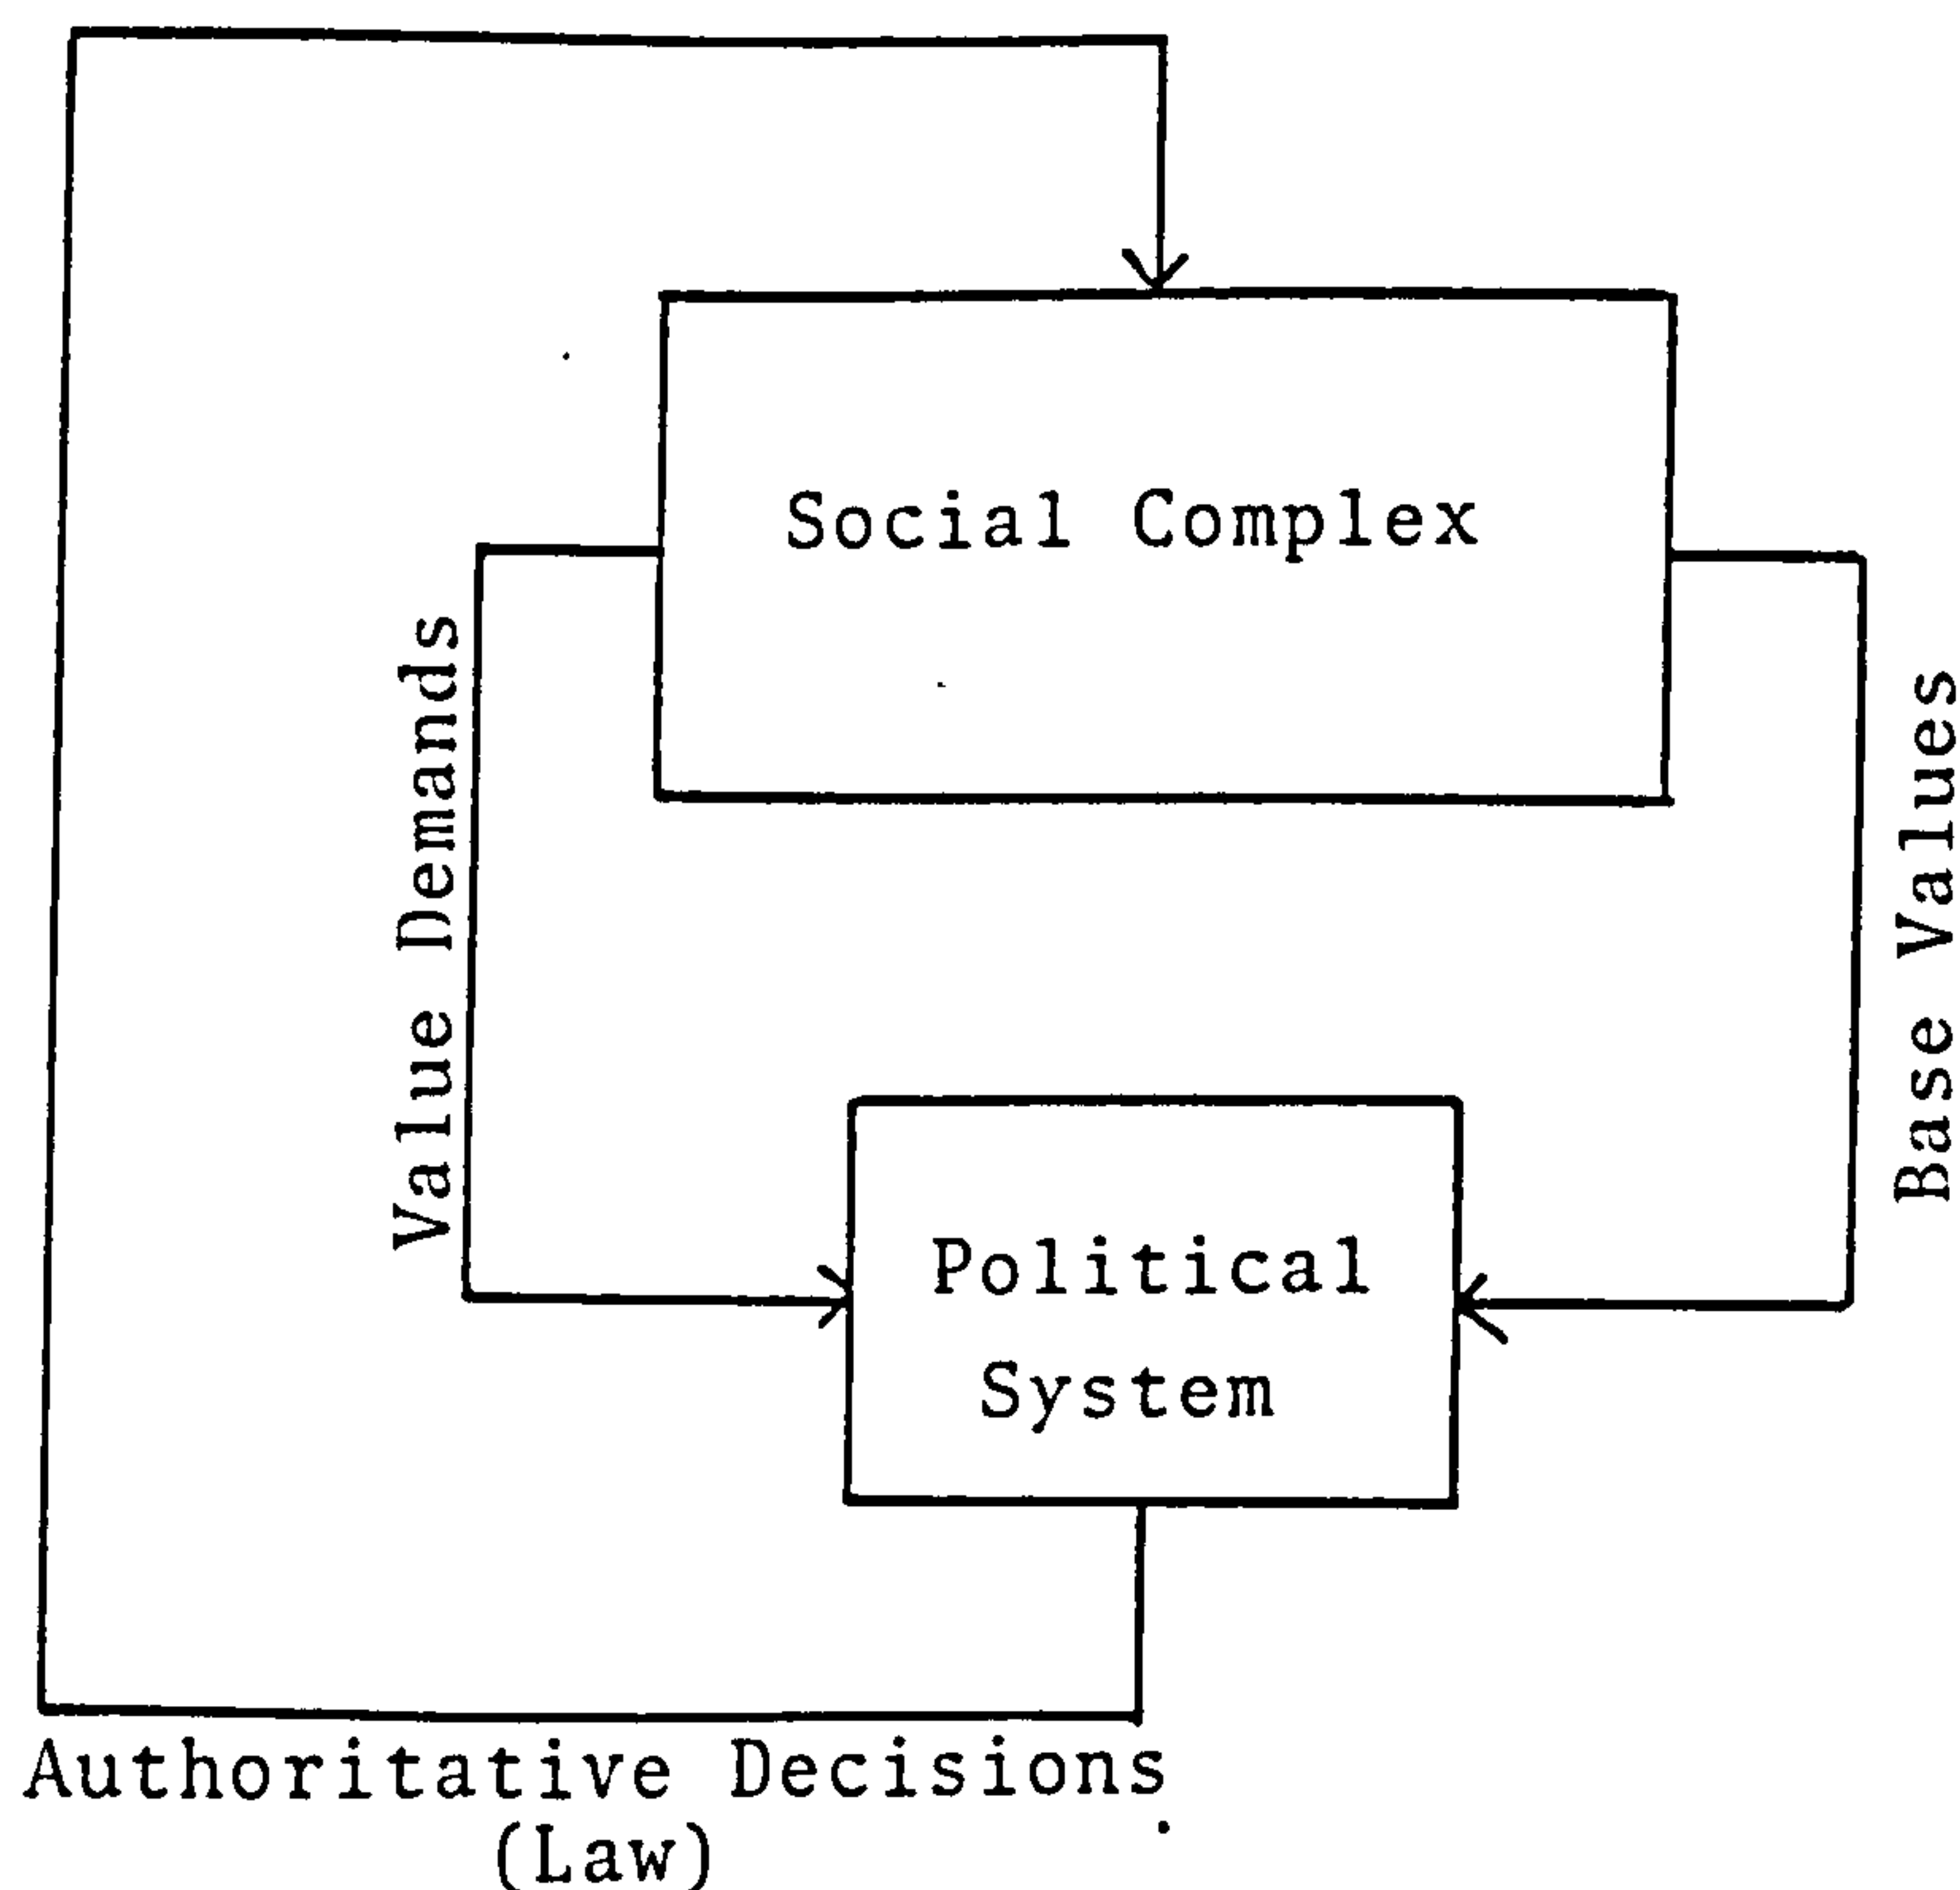 Social Complex
Value Demands
Base Values
Political
System
Authoritative Decisions
(Law)